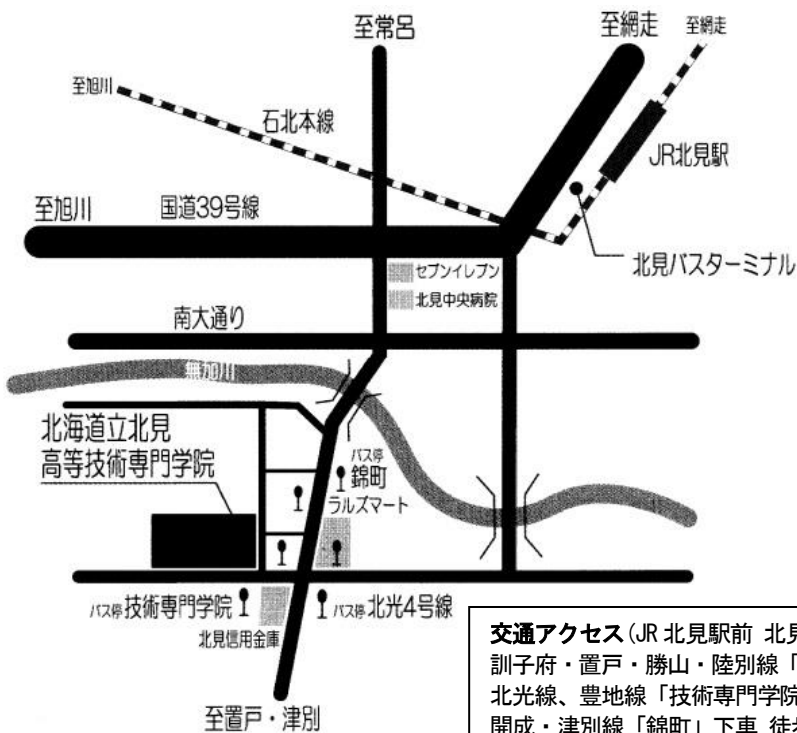 至常呂
至網走
至網走
至旭川
石北本線
JR北見駅
至旭川
国道39号線
北見バスターミナル
セブンイレブン
北見中央病院
南大通り
無加川
北海道立北見
高等技術専門学院
バス停
錦町
ラルズマート
バス停 技術専門学院
バス停 北光4号線
北見信用金庫
至置戸・津別
交通アクセス(JR 北見駅前 北見
訓子府・置戸・勝山・陸別線「
北光線、豊地線「技術専門学院
開成・津別線「錦町」下車 徒歩